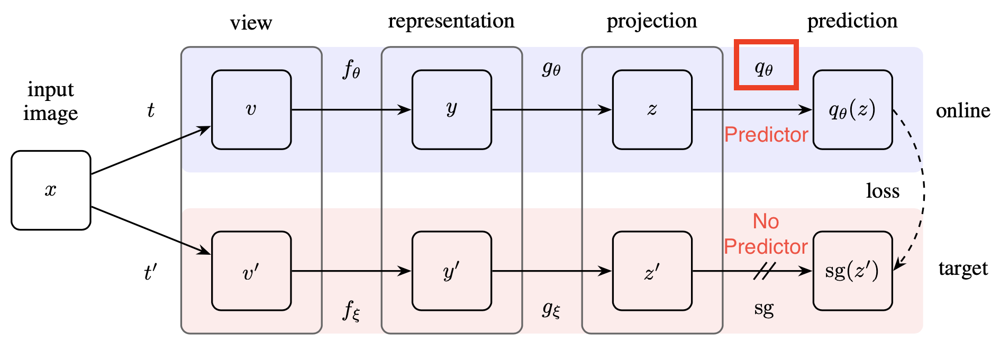 view
representation
projection
prediction
input
image
t
f_θ
g_θ
q_θ
v
y
z
q_θ(z)
online
Predictor
x
loss
No
Predictor
t′
v′
y′
z′
sg(z′)
target
f_ξ
g_ξ
sg